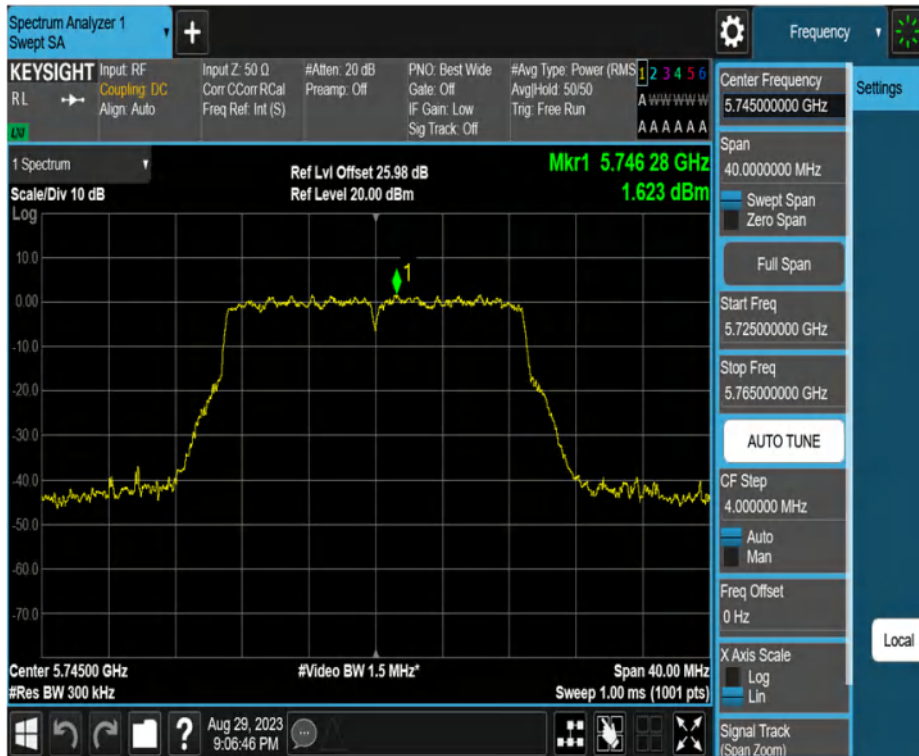 Spectrum Analyzer 1
Swept SA
+
Frequency
KEYSIGHT
RL
LXI
Input: RF
Coupling: DC
Align: Auto
Input Z: 50 Ω
Corr CCorr RCal
Freq Ref: Int (S)
#Atten: 20 dB
Preamp: Off
PNO: Best Wide
Gate: Off
IF Gain: Low
Sig Track: Off
#Avg Type: Power (RMS
Avg|Hold: 50/50
Trig: Free Run
1 2 3 4 5 6
A W W W W W
A A A A A A
1 Spectrum
Scale/Div 10 dB
Log
Ref Lvl Offset 25.98 dB
Ref Level 20.00 dBm
Mkr1 5.746 28 GHz
1.623 dBm
10.0
0.00
-10.0
-20.0
-30.0
-40.0
-50.0
-60.0
-70.0
1
Center 5.74500 GHz
#Res BW 300 kHz
#Video BW 1.5 MHz*
Span 40.00 MHz
Sweep 1.00 ms (1001 pts)
Center Frequency
5.745000000 GHz
Span
40.0000000 MHz
Swept Span
Zero Span
Full Span
Start Freq
5.725000000 GHz
Stop Freq
5.765000000 GHz
AUTO TUNE
CF Step
4.000000 MHz
Auto
Man
Freq Offset
0 Hz
X Axis Scale
Log
Lin
Signal Track
(Span Zoom)
Settings
Local
?
Aug 29, 2023
9:06:46 PM